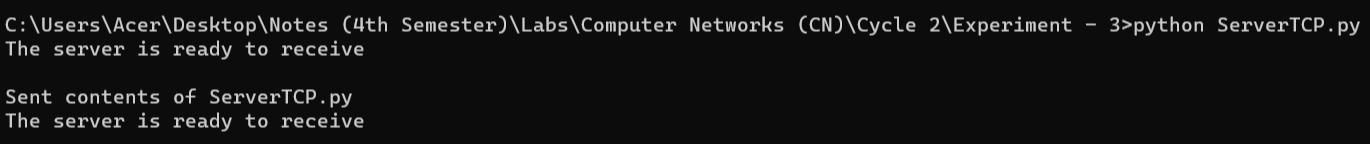 C:\Users\Acer\Desktop\Notes (4th Semester)\Labs\Computer Networks (CN)\Cycle 2\Experiment - 3>python ServerTCP.py
The server is ready to receive
Sent contents of ServerTCP.py
The server is ready to receive